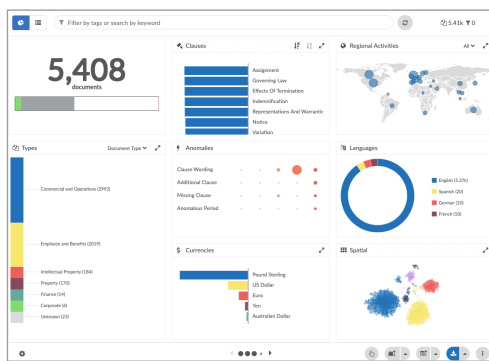 Filter by tags or search by keyword
5.41k
0
5,408
documents
Clauses
Assignment
Governing Law
Effects Of Termination
Indemnification
Representations And Warrantie
Notice
Variation
Regional Activities
All
Types
Document Type
Commercial and Operations (2992)
Employee and Benefits (2019)
Intellectual Property (184)
Property (170)
Finance (14)
Corporate (6)
Unknown (23)
Anomalies
Clause Wording
Additional Clause
Missing Clause
Anomalous Period
Languages
English (5,376)
Spanish (20)
German (10)
French (10)
Currencies
Pound Sterling
US Dollar
Euro
Yen
Australian Dollar
Spatial